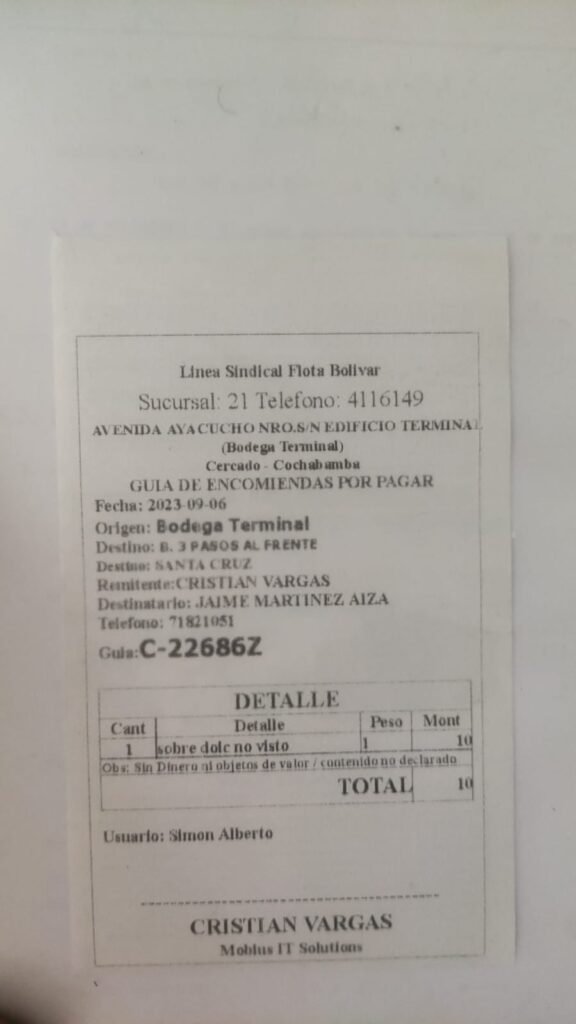 Linea Sindical Flota Bolivar
Sucursal: 21 Telefono: 4116149
AVENIDA AYACUCHO NRO.S/N EDIFICIO TERMINAL
(Bodega Terminal)
Cercado - Cochabamba
GUIA DE ENCOMIENDAS POR PAGAR
Fecha: 2023-09-06
Origen: Bodega Terminal
Destino: B. 3 PASOS AL FRENTE
Destino: SANTA CRUZ
Remitente:CRISTIAN VARGAS
Destinatario: JAIME MARTINEZ AIZA
Telefono: 71821051
Guia:C-22686Z
DETALLE
Cant Detalle Peso Mont
1 sobre dolc no visto 1 10
Obs: Sin Dinero ni objetos de valor / contenido no declarado
TOTAL 10
Usuario: Simon Alberto
CRISTIAN VARGAS
Mobius IT Solutions